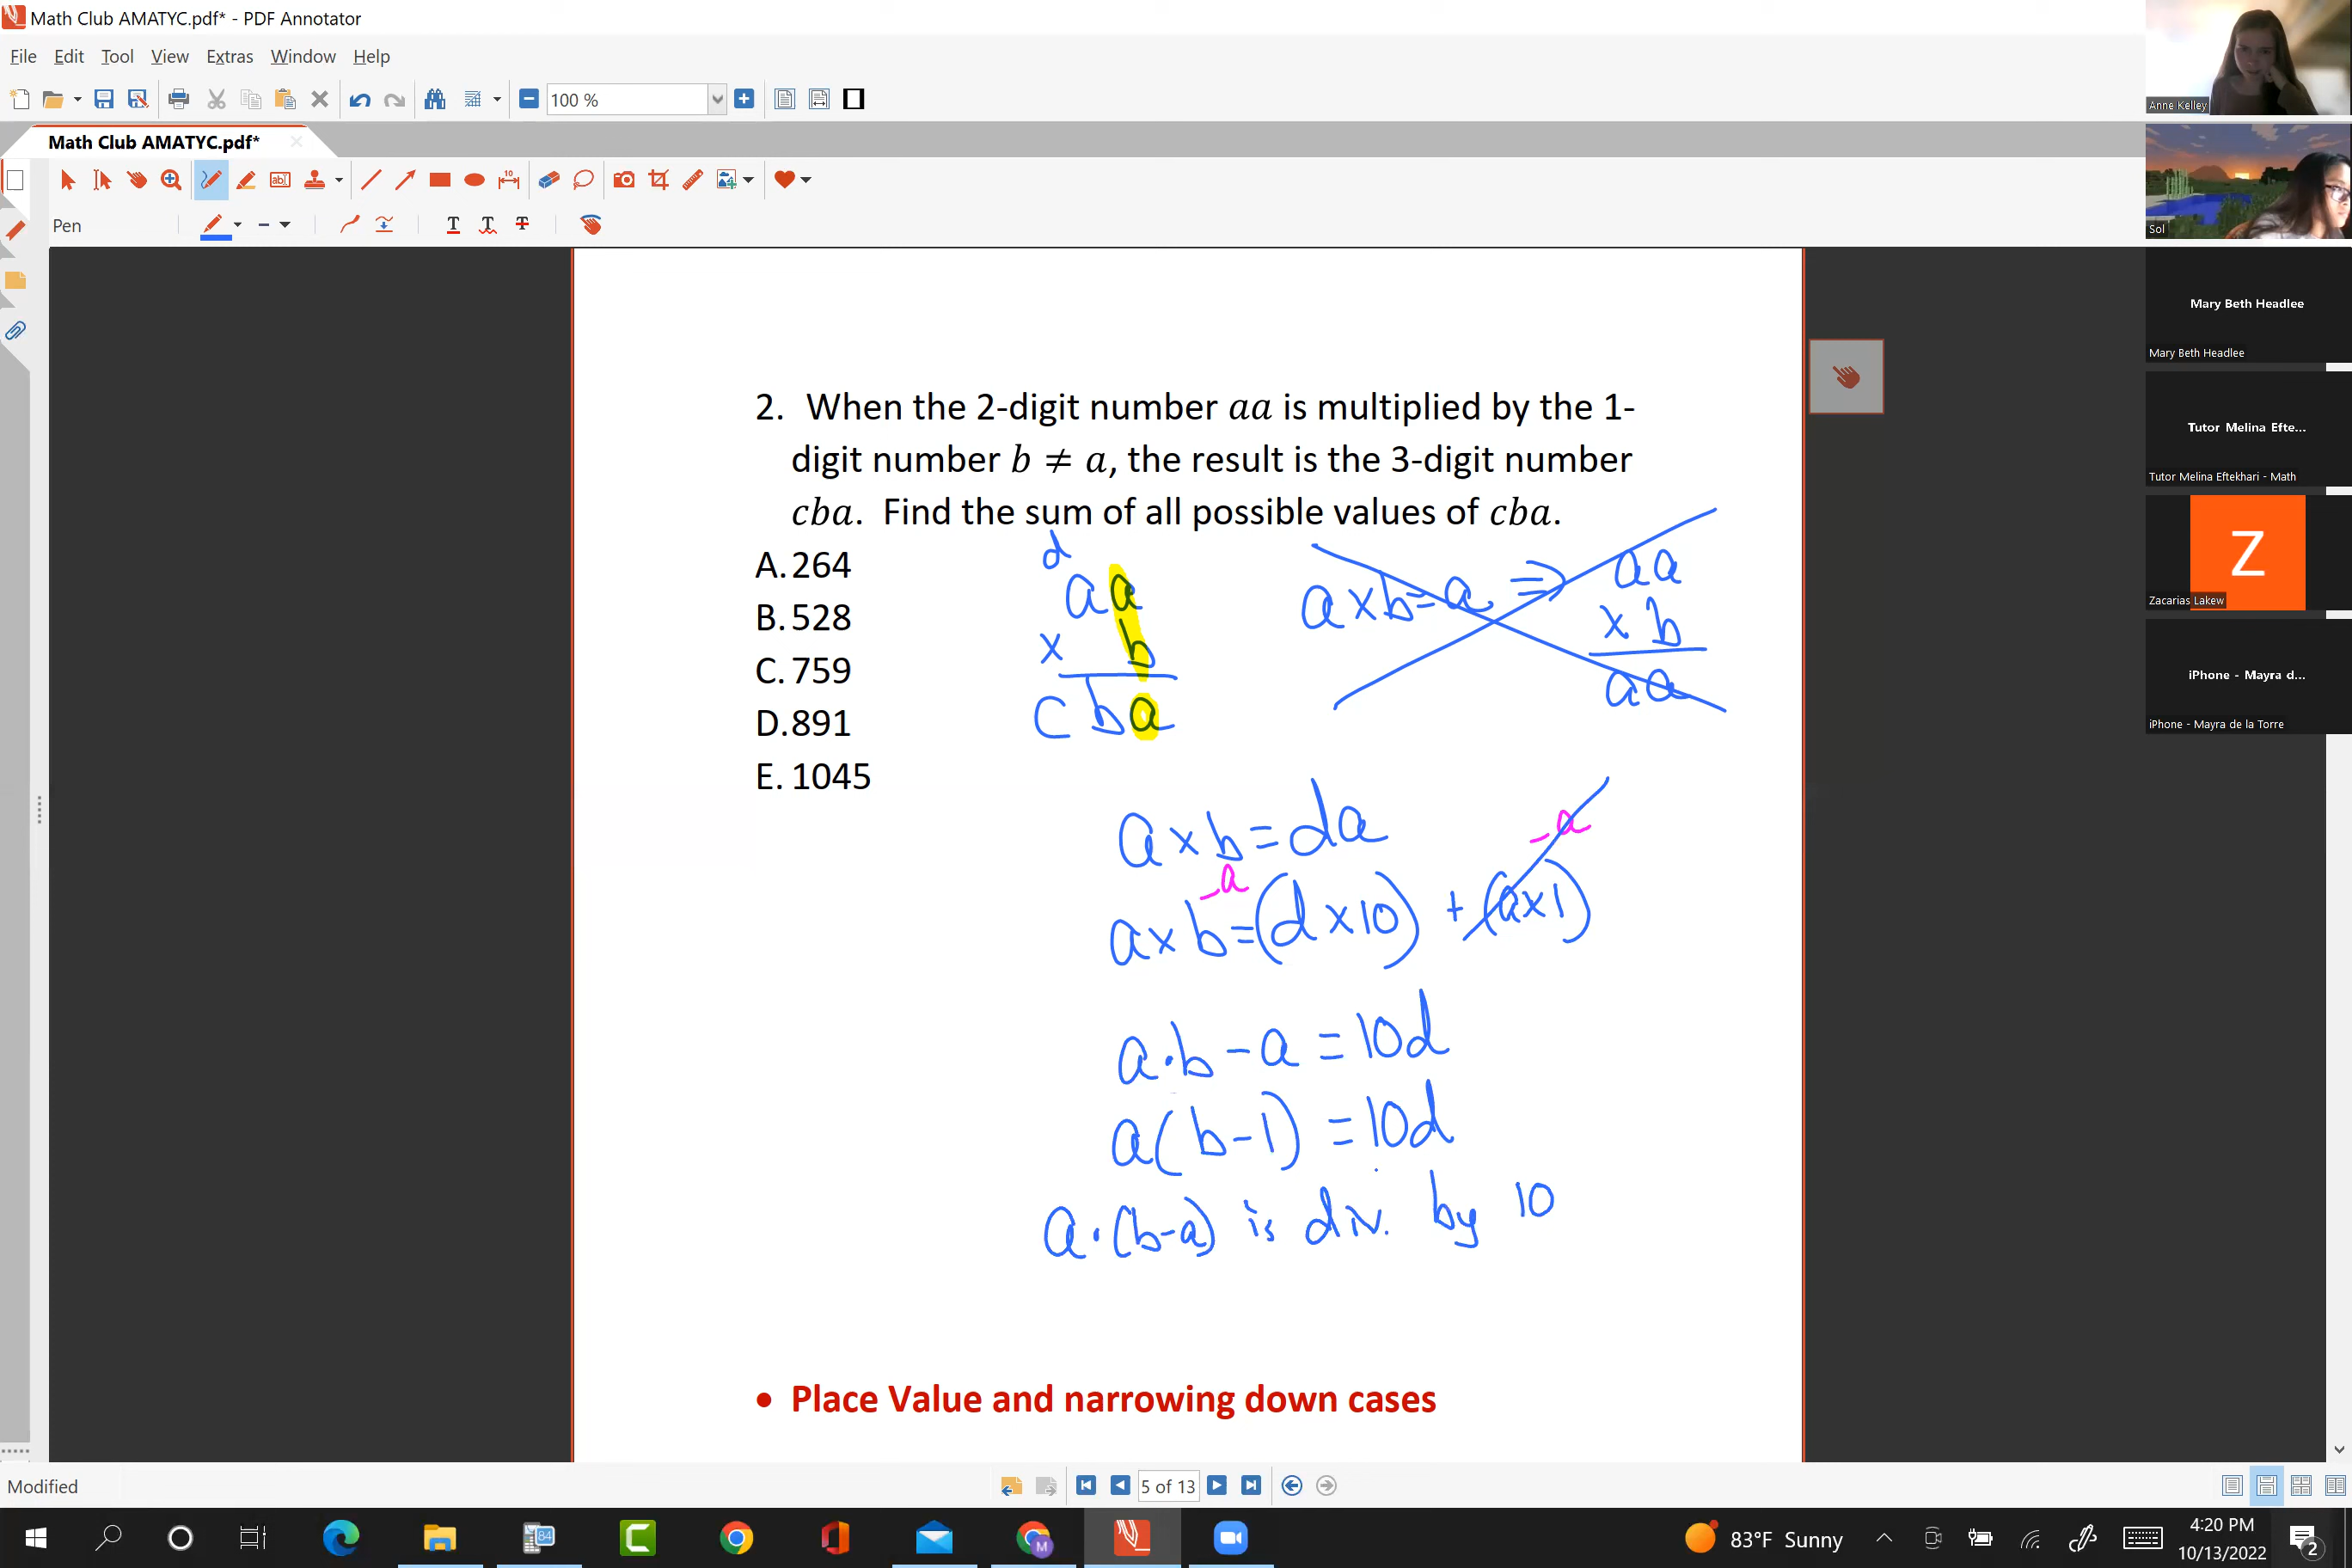 Math Club AMATYC.pdf* - PDF Annotator
File Edit Tool View Extras Window Help
100 %
Math Club AMATYC.pdf*
Pen
Anne Kelley
Sol
Mary Beth Headlee
Mary Beth Headlee
Tutor Melina Efte...
Tutor Melina Eftekhari - Math
Z
Zacarias Lakew
iPhone - Mayra d...
iPhone - Mayra de la Torre
2. When the 2-digit number aa is multiplied by the 1-
digit number b ≠ a, the result is the 3-digit number
cba. Find the sum of all possible values of cba.
A. 264
B. 528
C. 759
D. 891
E. 1045
d
a a
x b
c b a
a x b = a ⇒ aa
x b
aa
a x b = da
-a -a
a x b = (d x 10) + (a x 1)
a · b - a = 10d
a(b - 1) = 10d
a · (b-a) is div. by 10
• Place Value and narrowing down cases
Modified
5 of 13
84
M
83°F Sunny
4:20 PM
10/13/2022
2